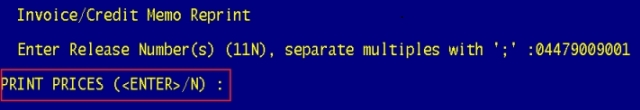 Invoice/Credit Memo Reprint
Enter Release Number(s) (11N), separate multiples with ';' :04479009001
PRINT PRICES (<ENTER>/N) :